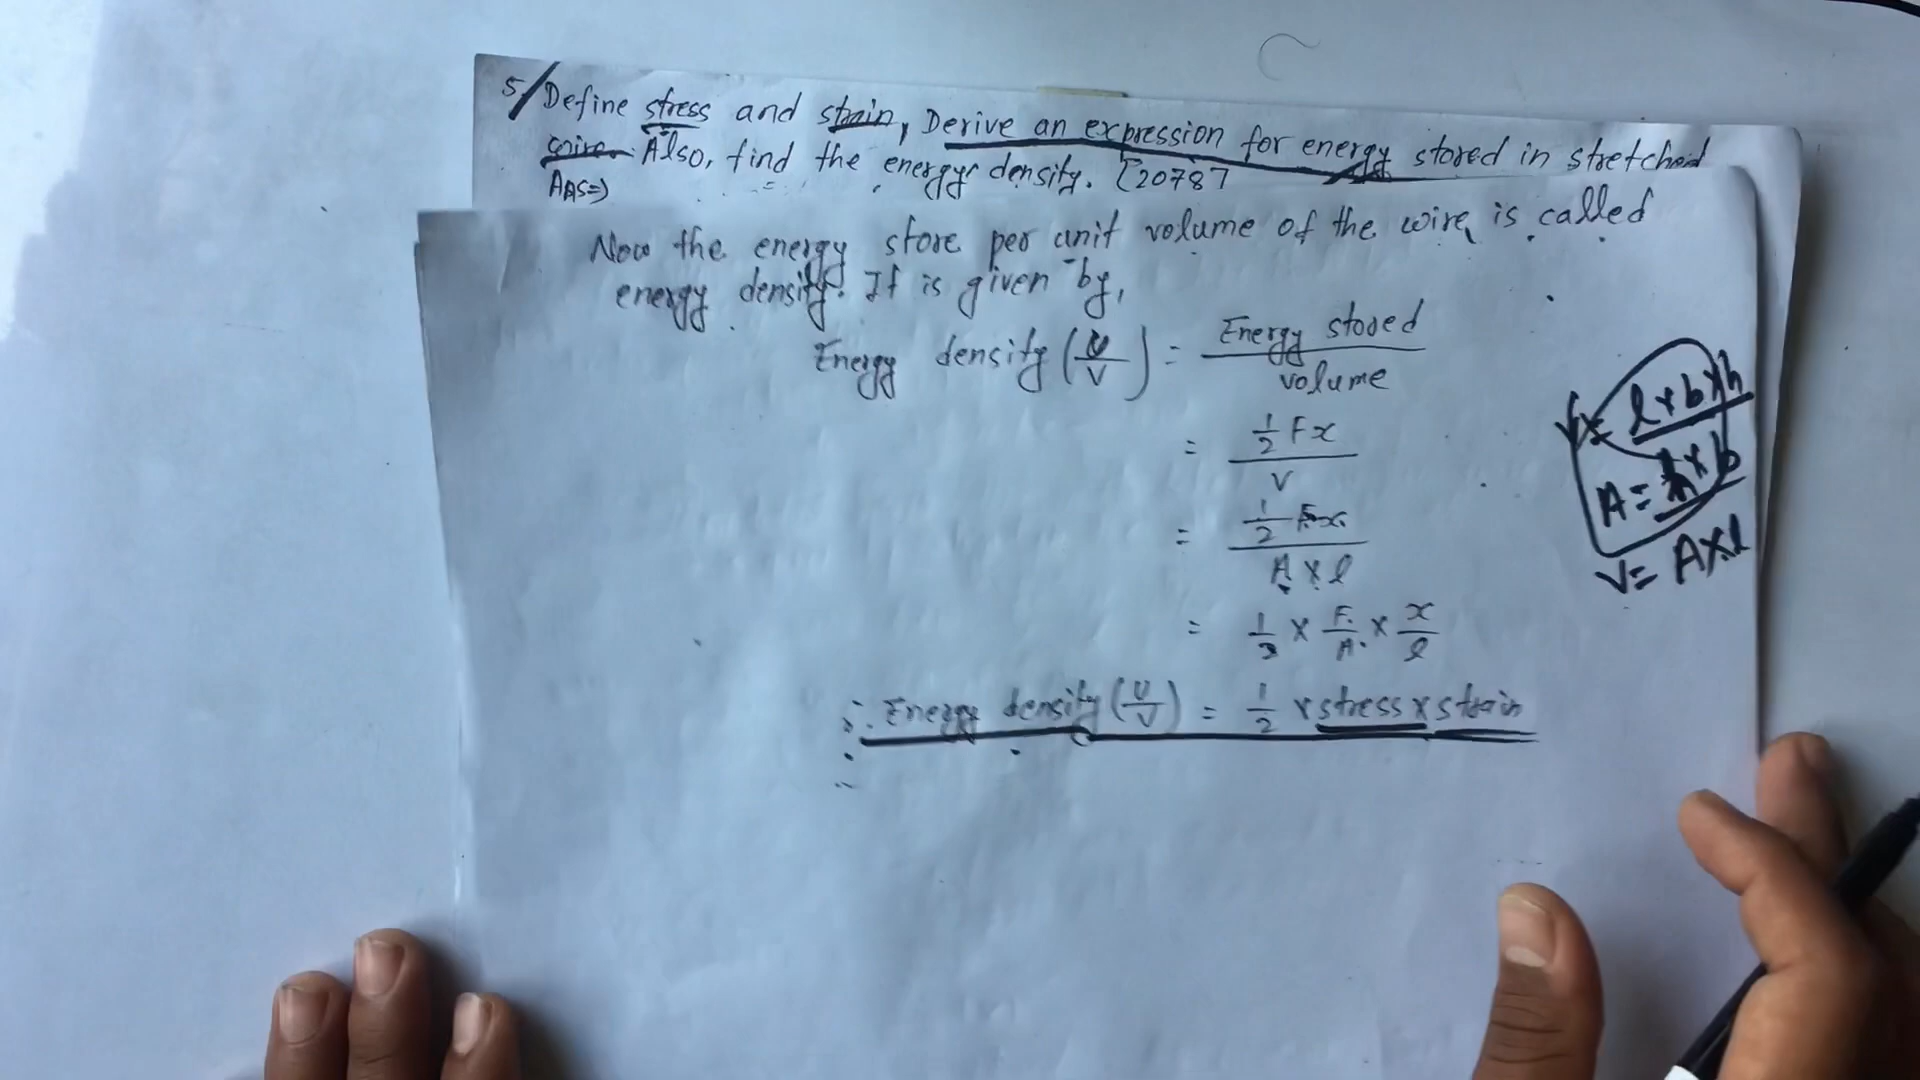 5. Define stress and strain, Derive an expression for energy stored in stretched
wire. Also, find the energy density. [2078]
Ans=)
Now the energy store per unit volume of the wire is called
energy density. It is given by,
Energy density (U/V) = Energy stored / volume
= 1/2 Fx / V
= 1/2 Fx / A × l
= 1/2 × F/A × x/l
∴ Energy density (U/V) = 1/2 × stress × strain
V = l × b × h
A = h × b
V = A × l